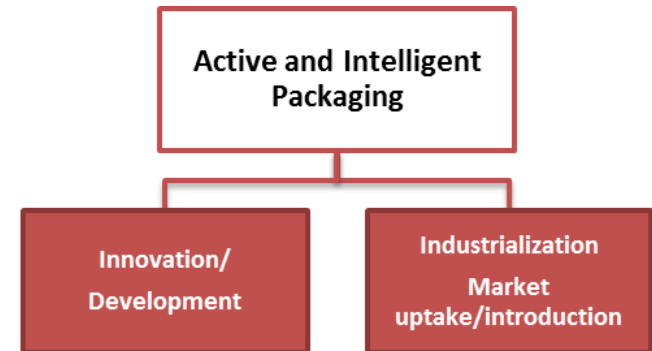 Active and Intelligent
Packaging
Innovation/
Development
Industrialization
Market
uptake/introduction